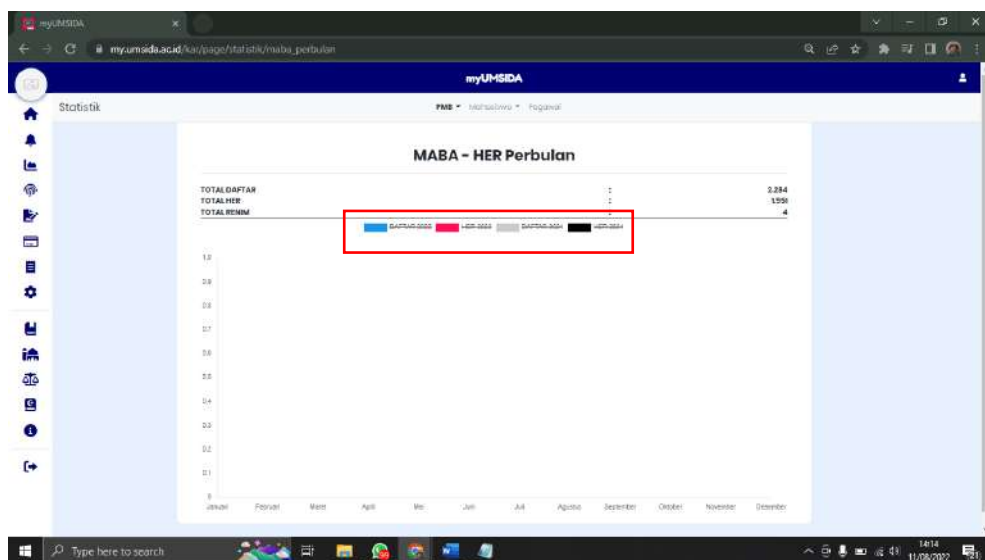 myUMSIDA
my.umsida.ac.id/kar/page/statistik/maba_perbulan
myUMSIDA
Statistik
PMB Mahasiswa Pegawai
MABA - HER Perbulan
TOTAL DAFTAR : 2.284
TOTAL HER : 1.951
TOTAL RENIM : 4
1.0
0.9
0.8
0.7
0.6
0.5
0.4
0.3
0.2
0.1
0
Januari Februari Maret April Mei Juni Juli Agustus September Oktober November Desember
Type here to search
14:14
11/08/2022